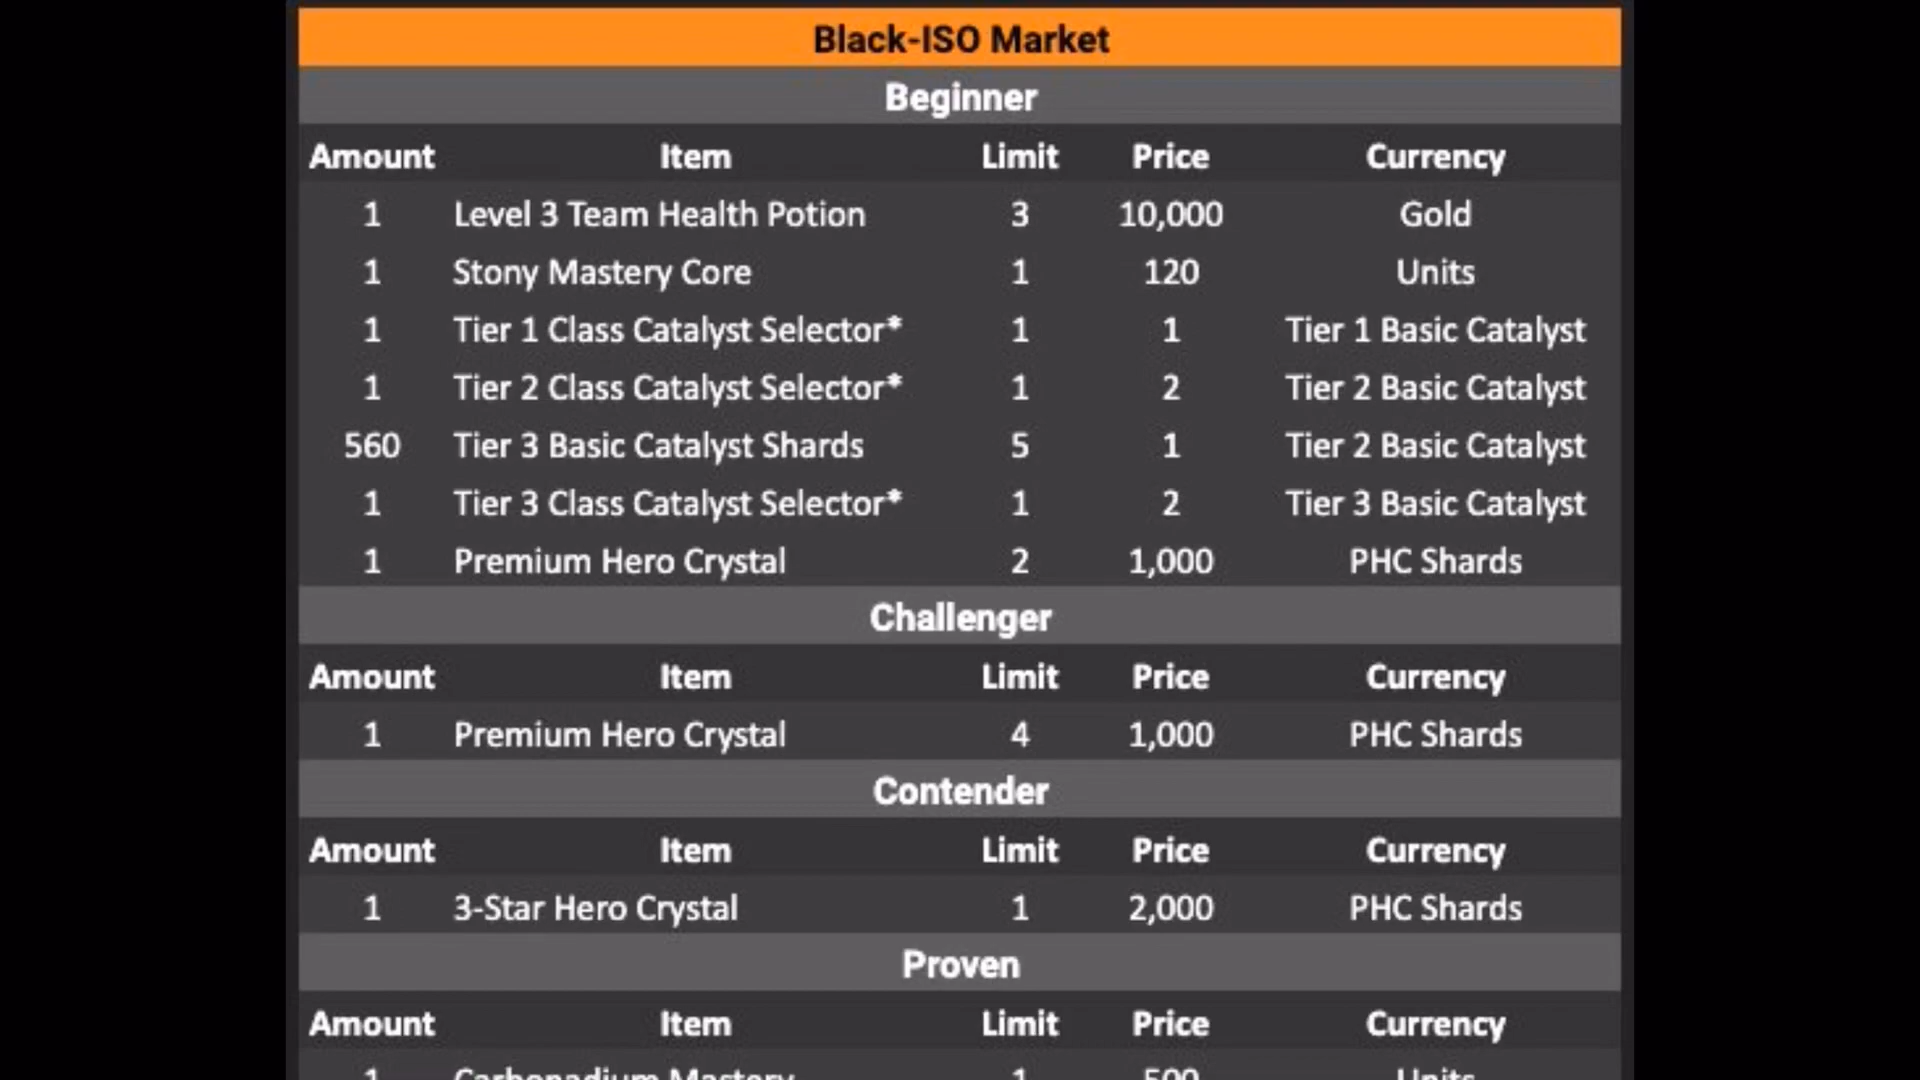 Black-ISO Market
Beginner
Amount Item Limit Price Currency
1 Level 3 Team Health Potion 3 10,000 Gold
1 Stony Mastery Core 1 120 Units
1 Tier 1 Class Catalyst Selector* 1 1 Tier 1 Basic Catalyst
1 Tier 2 Class Catalyst Selector* 1 2 Tier 2 Basic Catalyst
560 Tier 3 Basic Catalyst Shards 5 1 Tier 2 Basic Catalyst
1 Tier 3 Class Catalyst Selector* 1 2 Tier 3 Basic Catalyst
1 Premium Hero Crystal 2 1,000 PHC Shards
Challenger
Amount Item Limit Price Currency
1 Premium Hero Crystal 4 1,000 PHC Shards
Contender
Amount Item Limit Price Currency
1 3-Star Hero Crystal 1 2,000 PHC Shards
Proven
Amount Item Limit Price Currency
1 Carbonadium Mastery 1 500 Units